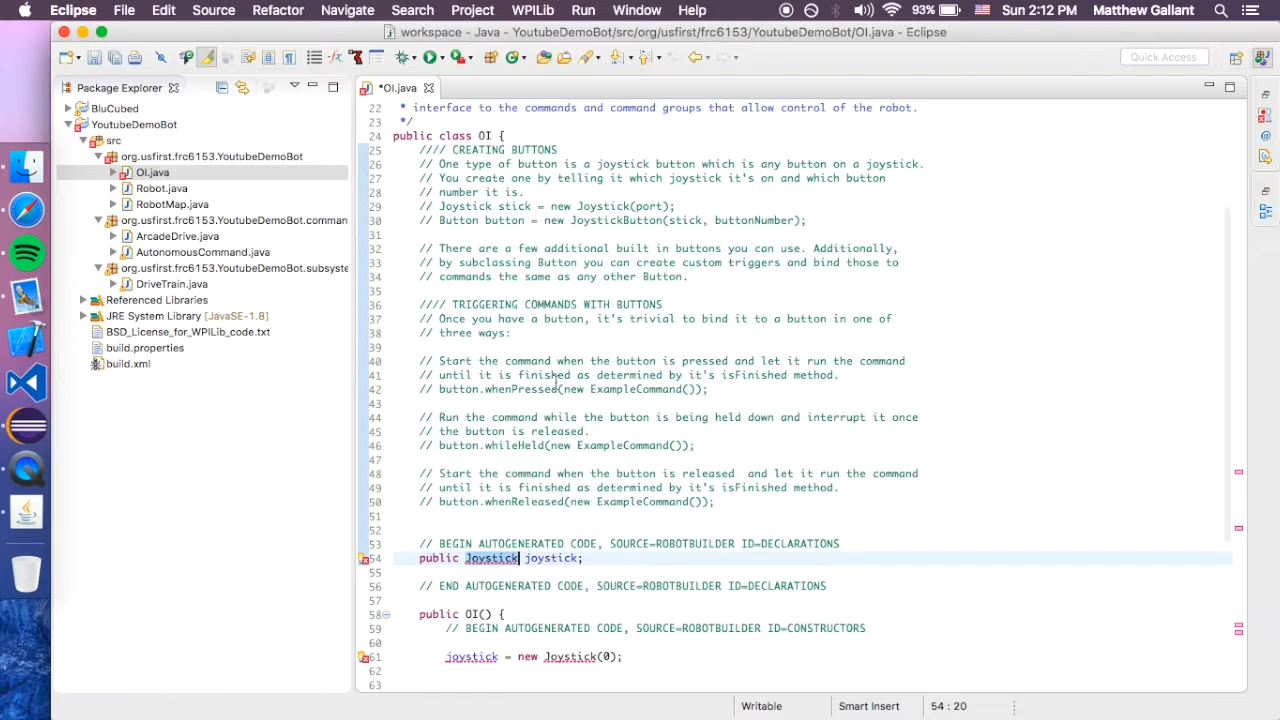 Eclipse File Edit Source Refactor Navigate Search Project WPILib Run Window Help 93% Sun 2:12 PM Matthew Gallant
workspace - Java - YoutubeDemoBot/src/org/usfirst/frc6153/YoutubeDemoBot/OI.java - Eclipse
Quick Access
Package Explorer
*OI.java
BluCubed
YoutubeDemoBot
src
org.usfirst.frc6153.YoutubeDemoBot
OI.java
Robot.java
RobotMap.java
org.usfirst.frc6153.YoutubeDemoBot.comman
ArcadeDrive.java
AutonomousCommand.java
org.usfirst.frc6153.YoutubeDemoBot.subsyste
DriveTrain.java
Referenced Libraries
JRE System Library [JavaSE-1.8]
BSD_License_for_WPILib_code.txt
build.properties
build.xml
22 * interface to the commands and command groups that allow control of the robot.
23 */
24 public class OI {
25 //// CREATING BUTTONS
26 // One type of button is a joystick button which is any button on a joystick.
27 // You create one by telling it which joystick it's on and which button
28 // number it is.
29 // Joystick stick = new Joystick(port);
30 // Button button = new JoystickButton(stick, buttonNumber);
31
32 // There are a few additional built in buttons you can use. Additionally,
33 // by subclassing Button you can create custom triggers and bind those to
34 // commands the same as any other Button.
35
36 //// TRIGGERING COMMANDS WITH BUTTONS
37 // Once you have a button, it's trivial to bind it to a button in one of
38 // three ways:
39
40 // Start the command when the button is pressed and let it run the command
41 // until it is finished as determined by it's isFinished method.
42 // button.whenPressed(new ExampleCommand());
43
44 // Run the command while the button is being held down and interrupt it once
45 // the button is released.
46 // button.whileHeld(new ExampleCommand());
47
48 // Start the command when the button is released  and let it run the command
49 // until it is finished as determined by it's isFinished method.
50 // button.whenReleased(new ExampleCommand());
51
52
53 // BEGIN AUTOGENERATED CODE, SOURCE=ROBOTBUILDER ID=DECLARATIONS
54 public Joystick joystick;
55
56 // END AUTOGENERATED CODE, SOURCE=ROBOTBUILDER ID=DECLARATIONS
57
58 public OI() {
59 // BEGIN AUTOGENERATED CODE, SOURCE=ROBOTBUILDER ID=CONSTRUCTORS
60
61 joystick = new Joystick(0);
62
63
Writable Smart Insert 54 : 20